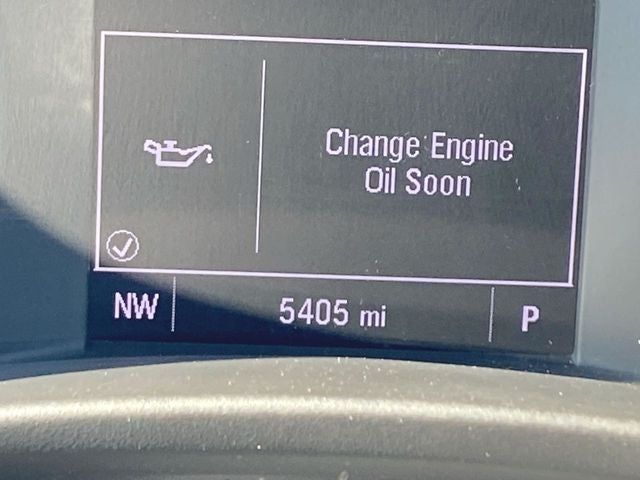 Change Engine
Oil Soon
NW
5405 mi
P